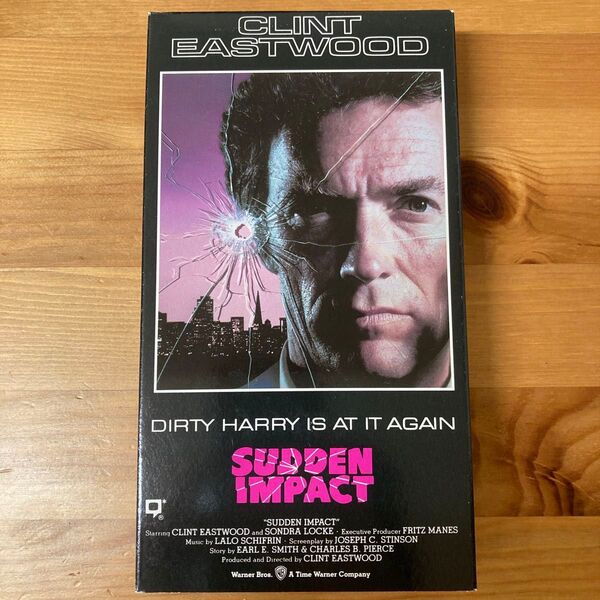 CLINT
EASTWOOD
DIRTY HARRY IS AT IT AGAIN
SUDDEN
IMPACT
"SUDDEN IMPACT"
Starring CLINT EASTWOOD and SONDRA LOCKE · Executive Producer FRITZ MANES
Music by LALO SCHIFRIN · Screenplay by JOSEPH C. STINSON
Story by EARL E. SMITH & CHARLES B. PIERCE
Produced and Directed by CLINT EASTWOOD
Warner Bros. WB A Time Warner Company